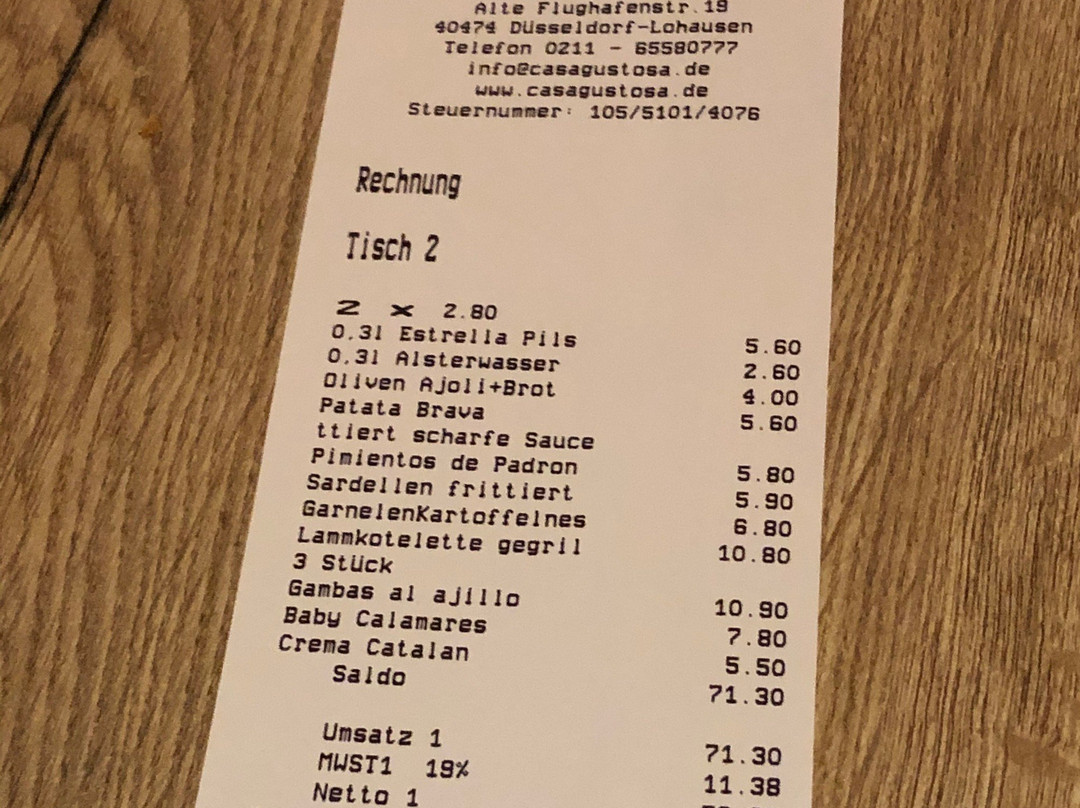 Alte Flughafenstr.19
40474 Düsseldorf-Lohausen
Telefon 0211 - 65580777
info@casagustosa.de
www.casagustosa.de
Steuernummer: 105/5101/4076
Rechnung
Tisch 2
2 x 2.80
0.3l Estrella Pils 5.60
0.3l Alsterwasser 2.60
Oliven Ajoli+Brot 4.00
Patata Brava 5.60
ttiert scharfe Sauce
Pimientos de Padron 5.80
Sardellen frittiert 5.90
GarnelenKartoffelnes 6.80
Lammkotelette gegril 10.80
3 Stück
Gambas al ajillo 10.90
Baby Calamares 7.80
Crema Catalan 5.50
Saldo 71.30
Umsatz 1 71.30
MWST1 19% 11.38
Netto 1